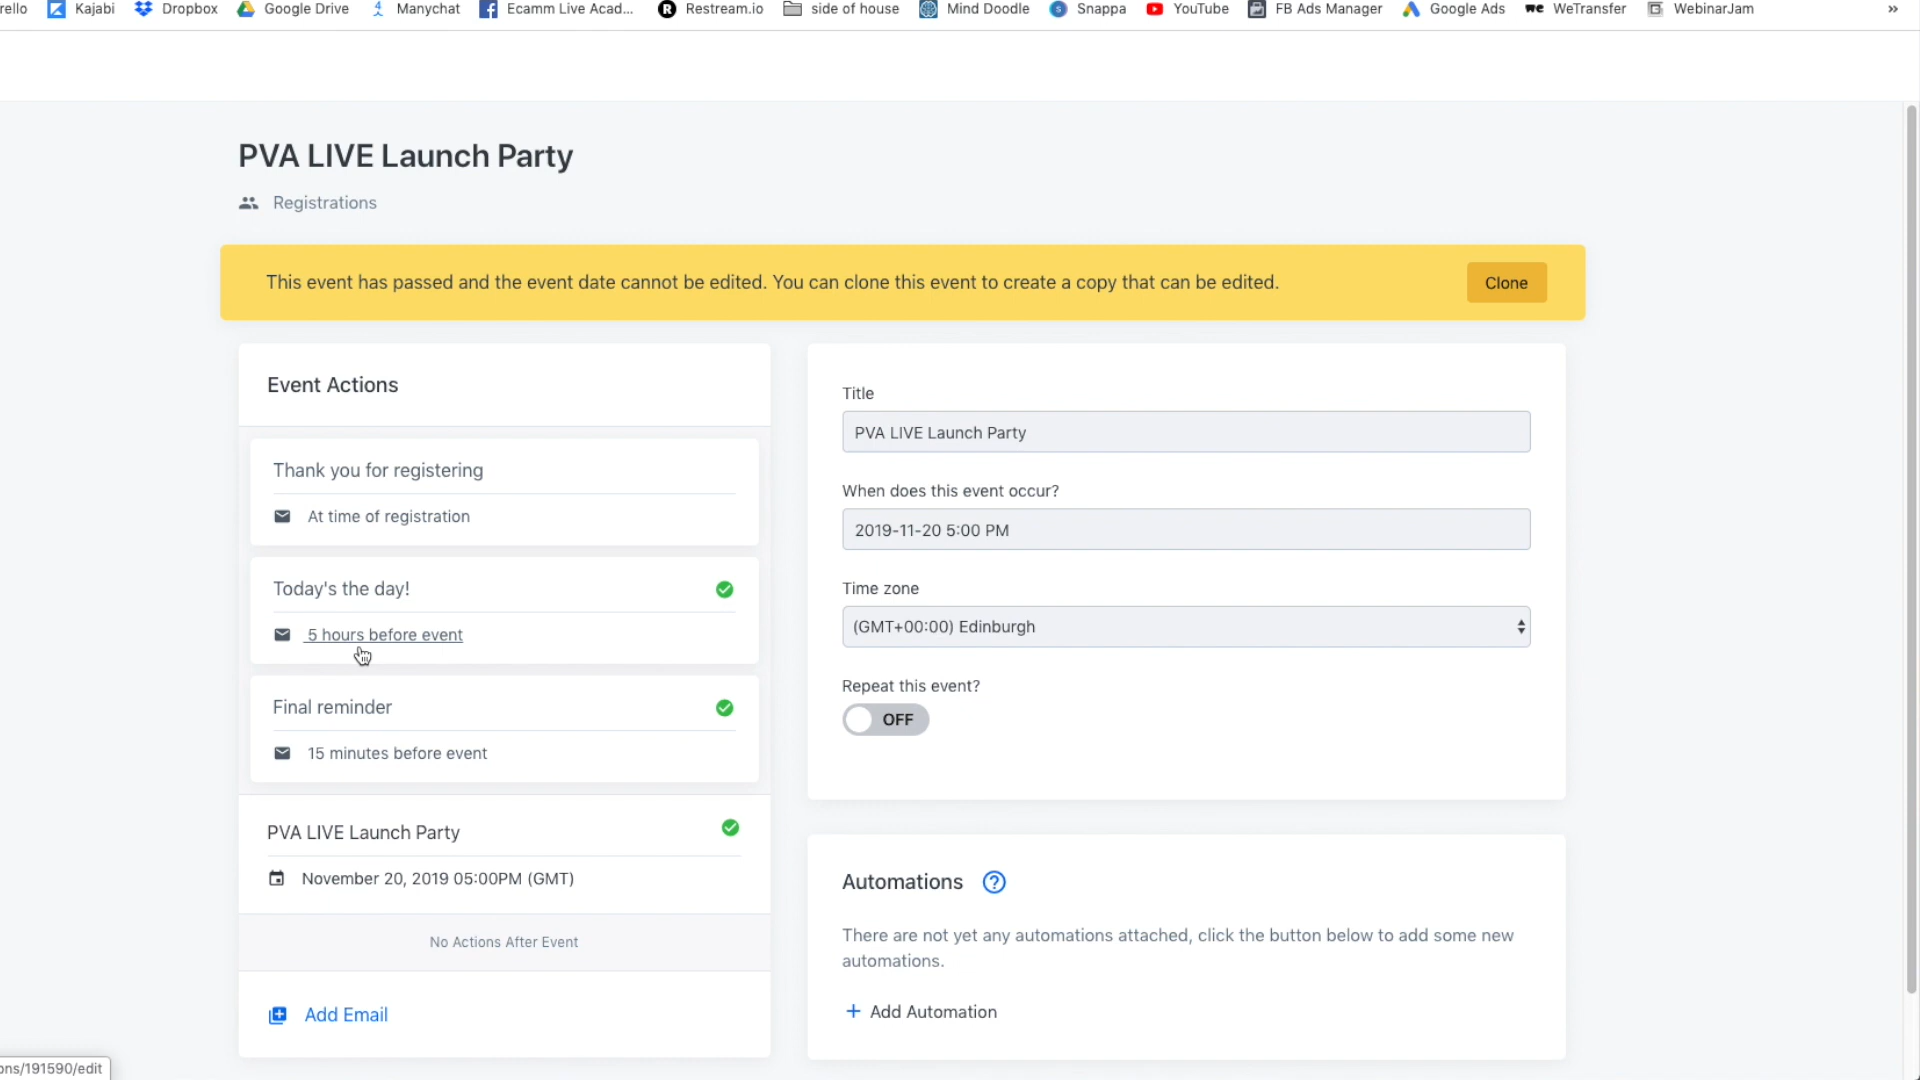 rello Kajabi Dropbox Google Drive Manychat Ecamm Live Acad... Restream.io side of house Mind Doodle Snappa YouTube FB Ads Manager Google Ads WeTransfer WebinarJam »
PVA LIVE Launch Party
Registrations
This event has passed and the event date cannot be edited. You can clone this event to create a copy that can be edited.
Clone
Event Actions
Thank you for registering
At time of registration
Today's the day!
5 hours before event
Final reminder
15 minutes before event
PVA LIVE Launch Party
November 20, 2019 05:00PM (GMT)
No Actions After Event
Add Email
Title
PVA LIVE Launch Party
When does this event occur?
2019-11-20 5:00 PM
Time zone
(GMT+00:00) Edinburgh
Repeat this event?
OFF
Automations ?
There are not yet any automations attached, click the button below to add some new
automations.
+ Add Automation
ons/191590/edit